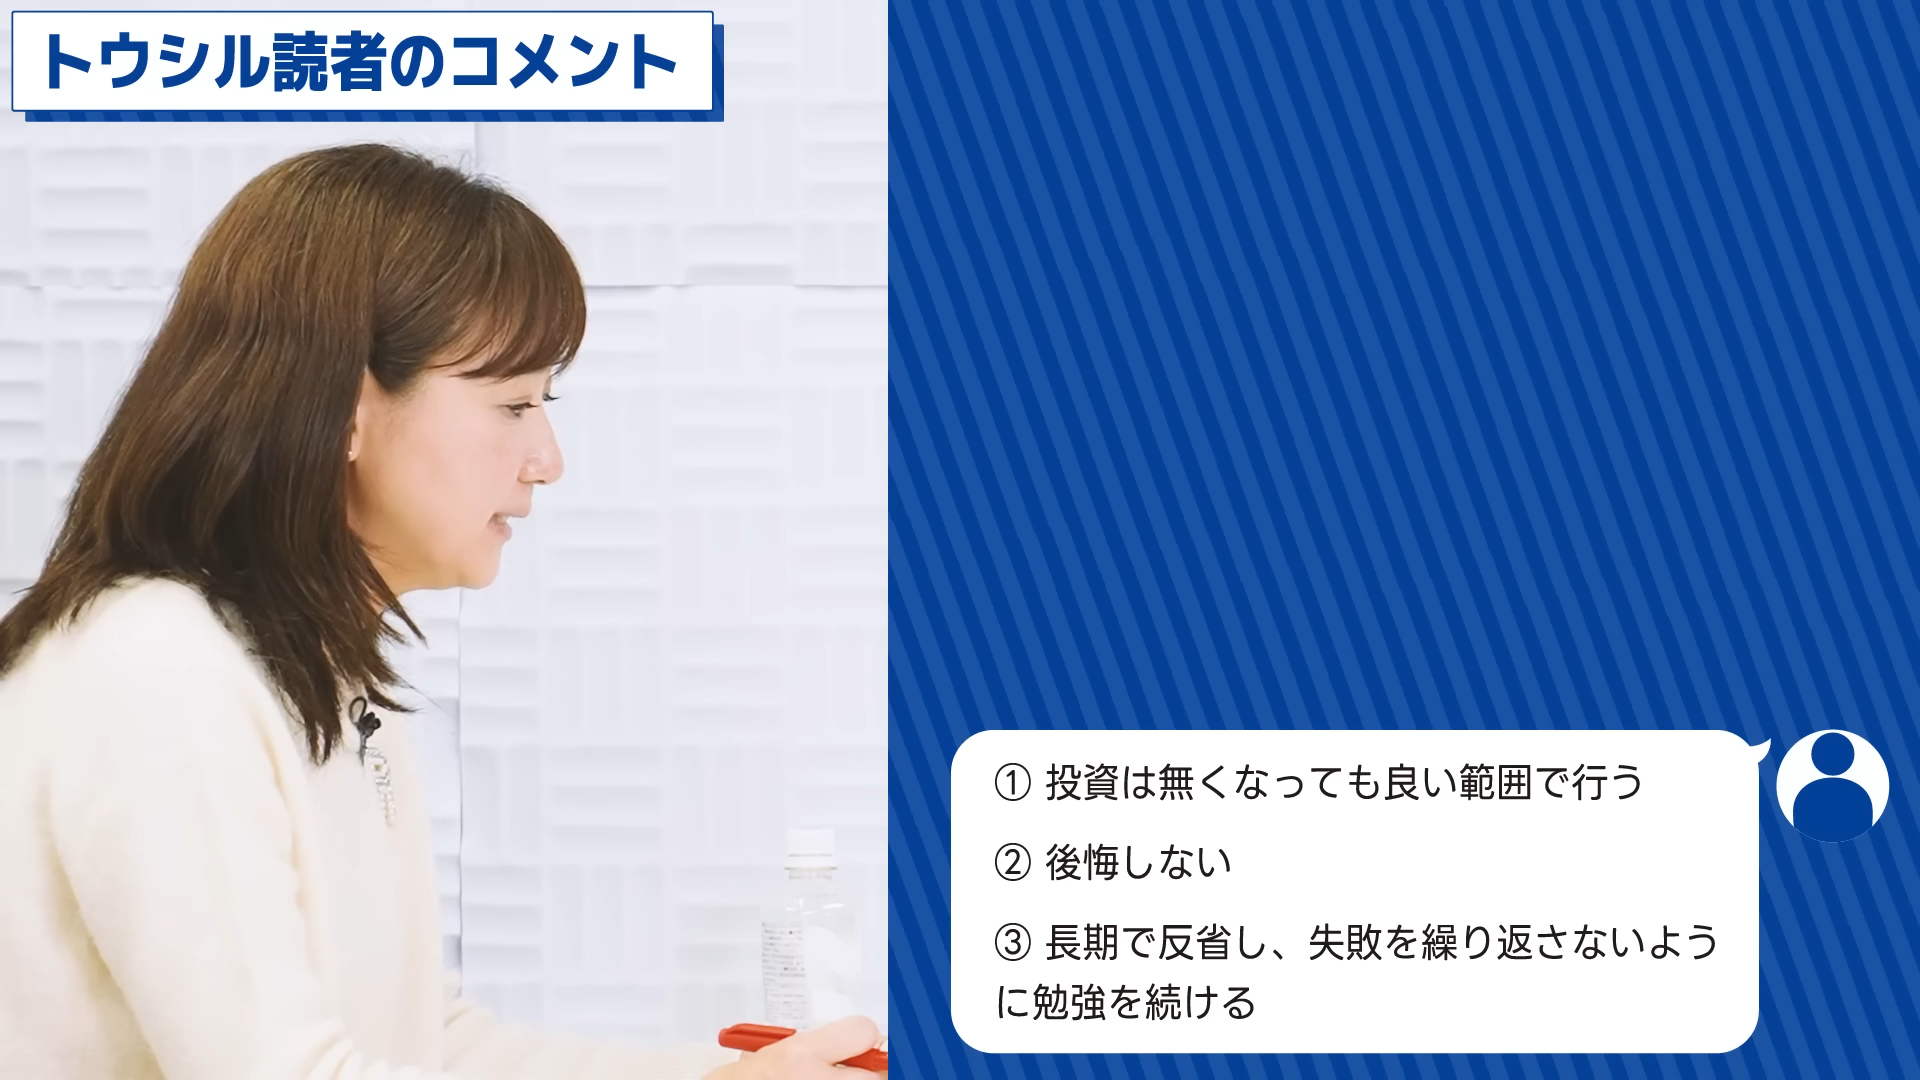 トウシル読者のコメント
① 投資は無くなっても良い範囲で行う
② 後悔しない
③ 長期で反省し、失敗を繰り返さないよう
に勉強を続ける